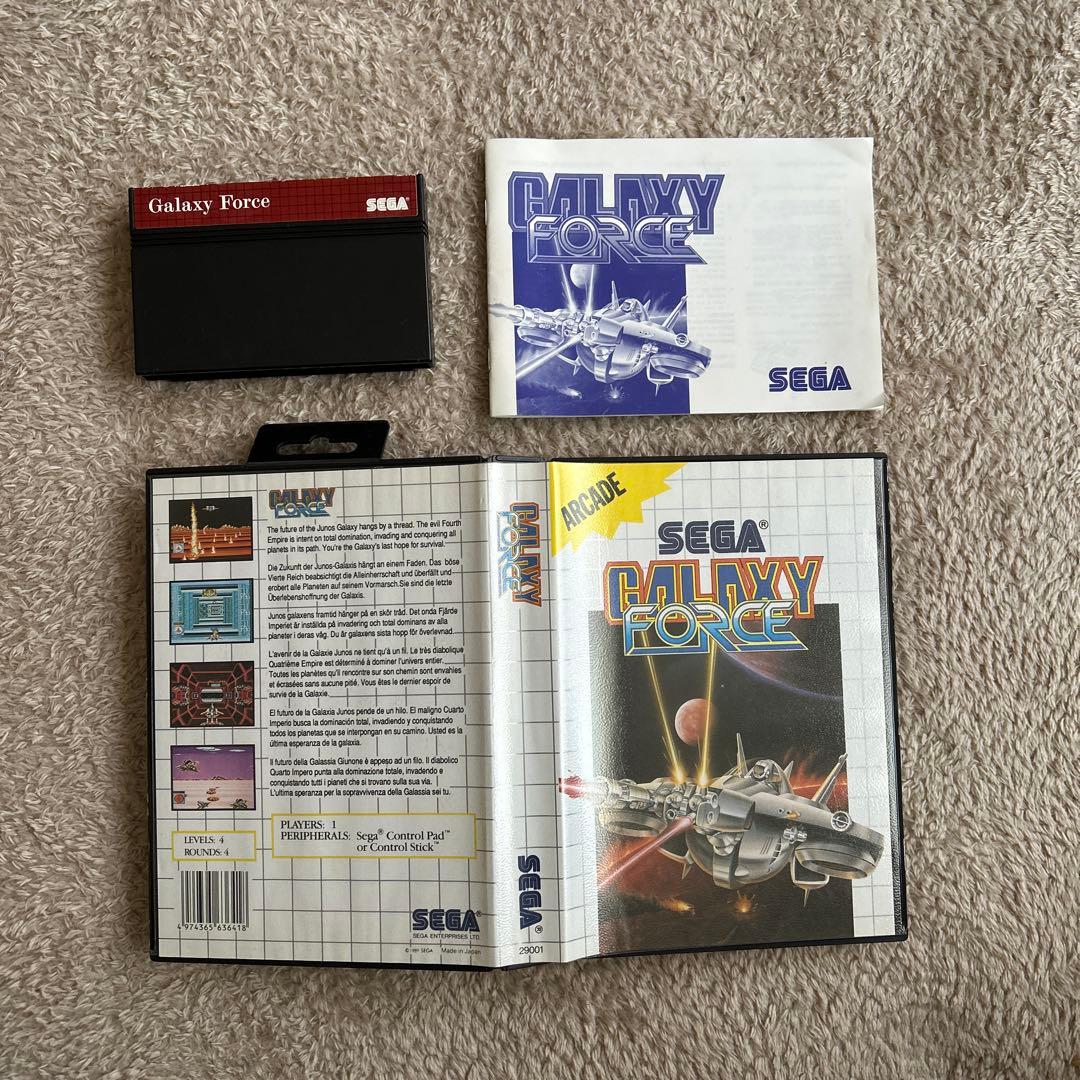 Galaxy Force
SEGA
GALAXY
FORCE
SEGA
GALAXY
FORCE
The future of the Junos Galaxy hangs by a thread. The evil Fourth
Empire is intent on total domination, invading and conquering all
planets in its path. You're the Galaxy's last hope for survival.
Die Zukunft der Junos-Galaxis hängt an einem Faden. Das böse
Vierte Reich beabsichtigt die Alleinherrschaft und überfällt und
erobert alle Planeten auf seinem Vormarsch.Sie sind die letzte
Überlebenshoffnung der Galaxis.
Junos galaxens framtid hänger på en skör tråd. Det onda Fjärde
Imperiet är inställda på invadering och total dominans av alla
planeter i deras våg. Du är galaxens sista hopp för överlevnad.
L'avenir de la Galaxie Junos ne tient qu'à un fil. Le très diabolique
Quatrième Empire est déterminé à dominer l'univers entier.
Toutes les planètes qu'il rencontre sur son chemin sont envahies
et écrasées sans aucune pitié. Vous êtes le dernier espoir de
survie de la Galaxie.
El futuro de la Galaxia Junos pende de un hilo. El maligno Cuarto
Imperio busca la dominación total, invadiendo y conquistando
todos los planetas que se interpongan en su camino. Usted es la
última esperanza de la galaxia.
Il futuro della Galassia Giunone è appeso ad un filo. Il diabolico
Quarto Impero punta alla dominazione totale, invadendo e
conquistando tutti i pianeti che si trovano sulla sua via.
L'ultima speranza per la sopravvivenza della Galassia sei tu.
LEVELS: 4
ROUNDS: 4
PLAYERS: 1
PERIPHERALS: Sega® Control Pad™
or Control Stick™
4 974365 636418
SEGA®
SEGA ENTERPRISES LTD.
SEGA Made in Japan
GALAXY
FORCE
SEGA®
29001
ARCADE
SEGA®
GALAXY
FORCE